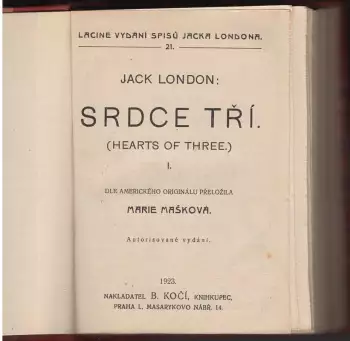 LACINÉ VYDÁNÍ SPISŮ JACKA LONDONA.
21.
JACK LONDON:
SRDCE TŘÍ.
(HEARTS OF THREE.)
I.
DLE AMERICKÉHO ORIGINÁLU PŘELOŽILA
MARIE MAŠKOVÁ.
Autorisované vydání.
1923.
NAKLADATEL B. KOČÍ, KNIHKUPEC,
PRAHA I., MASARYKOVO NÁBŘ. 14.